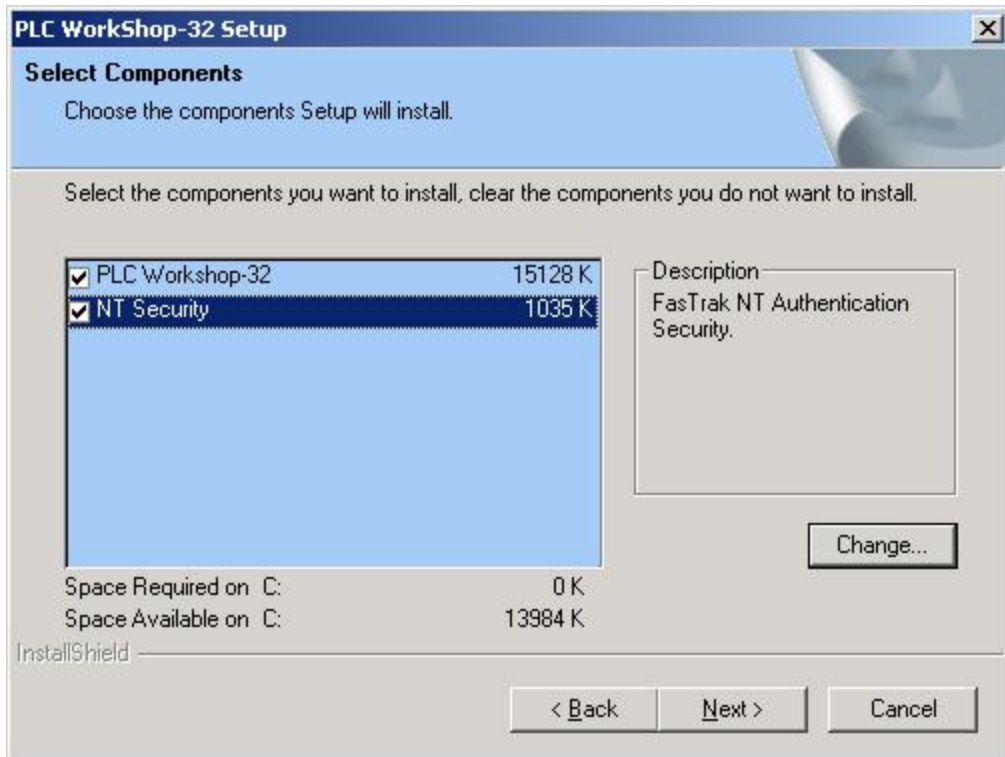 PLC WorkShop-32 Setup
Select Components
Choose the components Setup will install.
Select the components you want to install, clear the components you do not want to install.
PLC Workshop-32 15128 K
NT Security 1035 K
Description
FasTrak NT Authentication
Security.
Change...
Space Required on C: 0 K
Space Available on C: 13984 K
InstallShield
< Back Next > Cancel